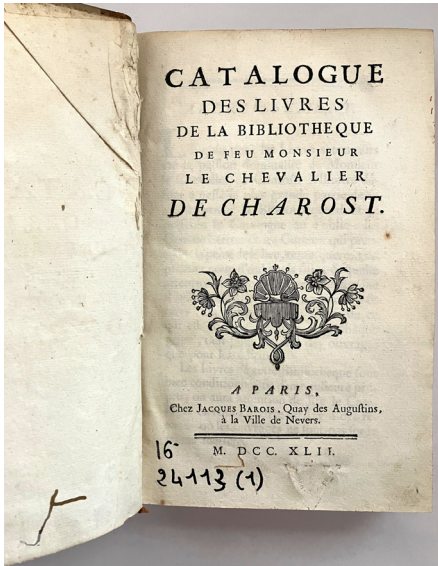 CATALOGUE
DES LIVRES
DE LA BIBLIOTHEQUE
DE FEU MONSIEUR
LE CHEVALIER
DE CHAROST.
A PARIS,
Chez JACQUES BAROIS, Quay des Auguſtins,
à la Ville de Nevers.
M. DCC. XLII.
16-
24113 (1)